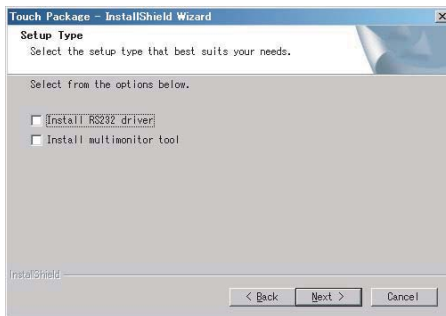 Touch Package - InstallShield Wizard
Setup Type
Select the setup type that best suits your needs.
Select from the options below.
Install RS232 driver
Install multimonitor tool
InstallShield
< Back Next > Cancel